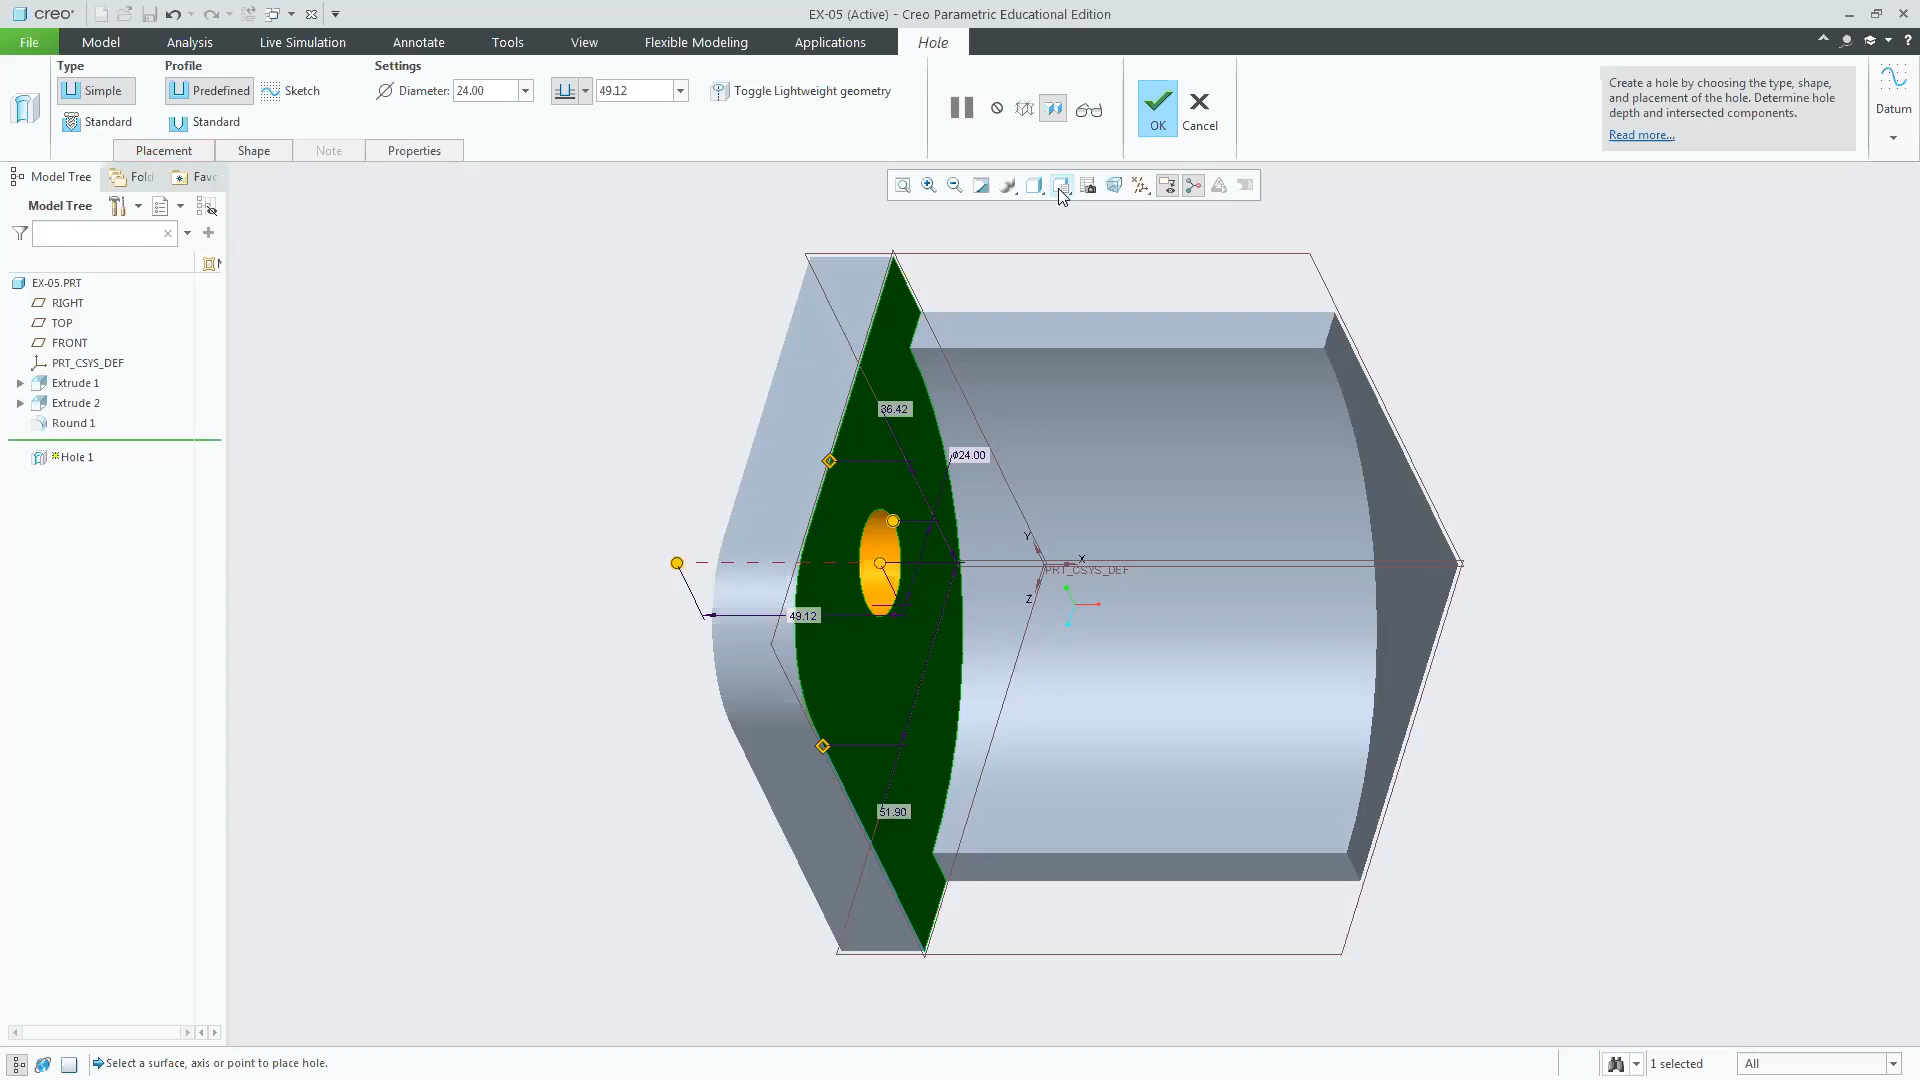 creo
EX-05 (Active) - Creo Parametric Educational Edition
File Model Analysis Live Simulation Annotate Tools View Flexible Modeling Applications Hole
Type Profile Settings
Simple Predefined Sketch Diameter: 24.00 49.12 Toggle Lightweight geometry
Standard Standard
OK Cancel
Create a hole by choosing the type, shape, and placement of the hole. Determine hole depth and intersected components.
Read more...
Datum
Placement Shape Note Properties
Model Tree Fold Favc
Model Tree
EX-05.PRT
RIGHT
TOP
FRONT
PRT_CSYS_DEF
Extrude 1
Extrude 2
Round 1
Hole 1
36.42
ø24.00
Y
X
PRT_CSYS_DEF
Z
49.12
51.90
Select a surface, axis or point to place hole.
1 selected All